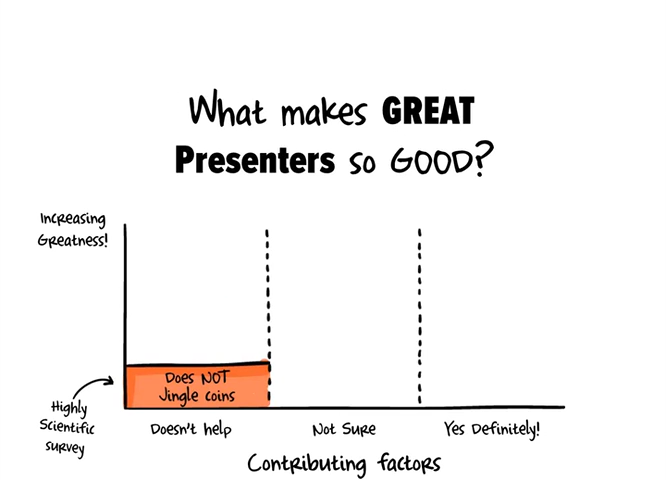 What makes GREAT
Presenters so GOOD?
Increasing
Greatness!
Does NOT
Jingle coins
Highly
Scientific
survey
Doesn't help
Not Sure
Yes Definitely!
Contributing factors